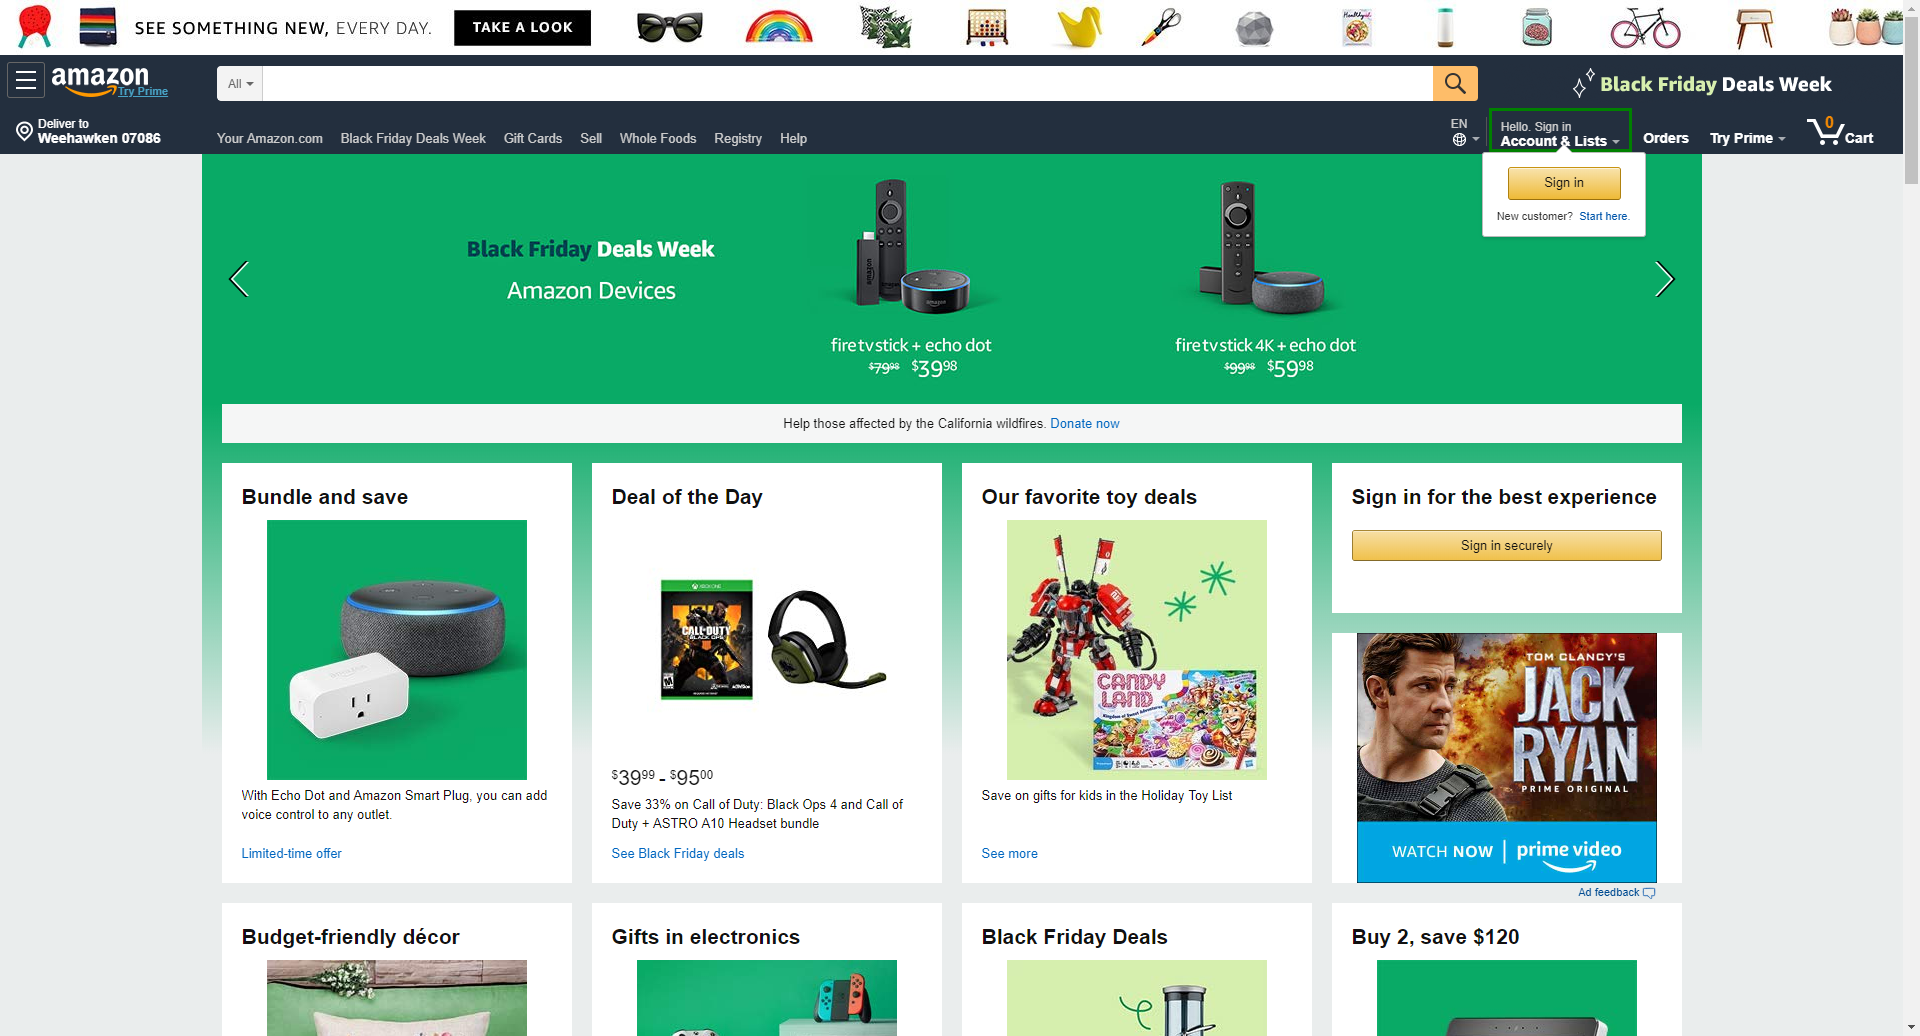 SEE SOMETHING NEW, EVERY DAY.
TAKE A LOOK
amazon
Try Prime
All
Black Friday Deals Week
Deliver to
Weehawken 07086
Your Amazon.com
Black Friday Deals Week
Gift Cards
Sell
Whole Foods
Registry
Help
EN
Hello. Sign in
Account & Lists
Orders
Try Prime
0
Cart
Sign in
New customer? Start here.
Black Friday Deals Week
Amazon Devices
fire tv stick + echo dot
$79.98 $39.98
fire tv stick 4K + echo dot
$99.98 $59.98
Help those affected by the California wildfires. Donate now
Bundle and save
With Echo Dot and Amazon Smart Plug, you can add
voice control to any outlet.
Limited-time offer
Deal of the Day
XBOX ONE
CALL OF DUTY
BLACK OPS
$39.99 - $95.00
Save 33% on Call of Duty: Black Ops 4 and Call of
Duty + ASTRO A10 Headset bundle
See Black Friday deals
Our favorite toy deals
CANDY
LAND
Kingdom of Sweet Adventures
Save on gifts for kids in the Holiday Toy List
See more
Sign in for the best experience
Sign in securely
TOM CLANCY'S
JACK
RYAN
PRIME ORIGINAL
WATCH NOW | prime video
Ad feedback
Budget-friendly décor
Gifts in electronics
Black Friday Deals
Buy 2, save $120